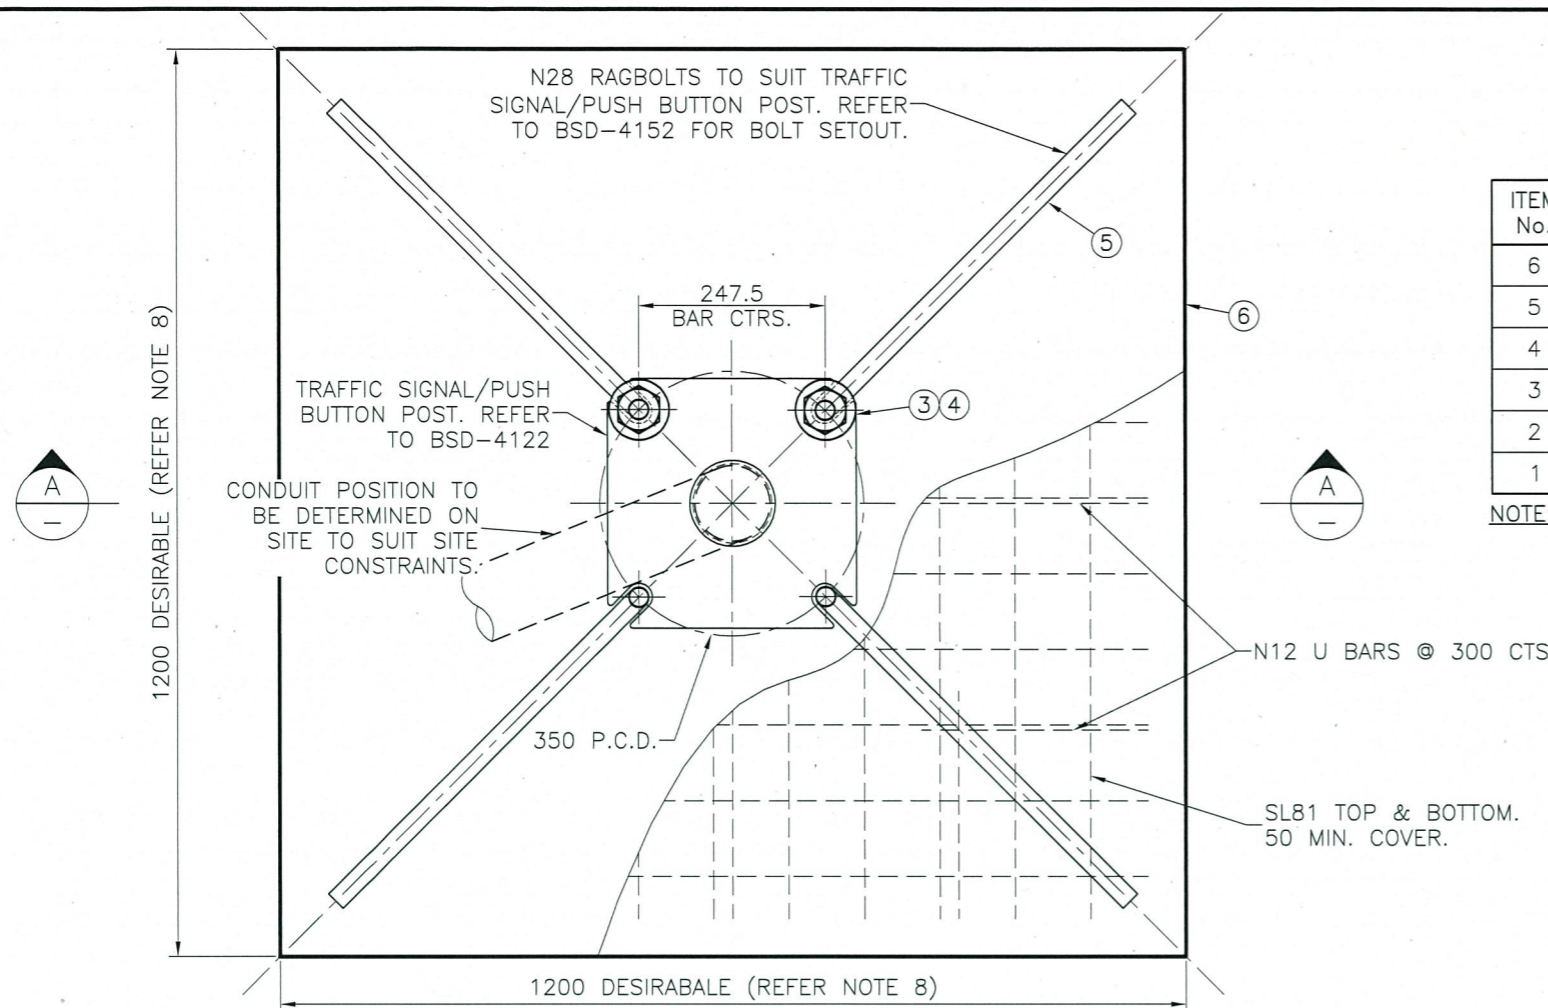 N28 RAGBOLTS TO SUIT TRAFFIC
SIGNAL/PUSH BUTTON POST. REFER
TO BSD-4152 FOR BOLT SETOUT.
5
6
247.5
BAR CTRS.
3 4
TRAFFIC SIGNAL/PUSH
BUTTON POST. REFER
TO BSD-4122
1200 DESIRABLE (REFER NOTE 8)
CONDUIT POSITION TO
BE DETERMINED ON
SITE TO SUIT SITE
CONSTRAINTS.
A
–
A
–
350 P.C.D.
N12 U BARS @ 300 CTS
SL81 TOP & BOTTOM.
50 MIN. COVER.
1200 DESIRABALE (REFER NOTE 8)
ITEM
No.
6
5
4
3
2
1
NOTE